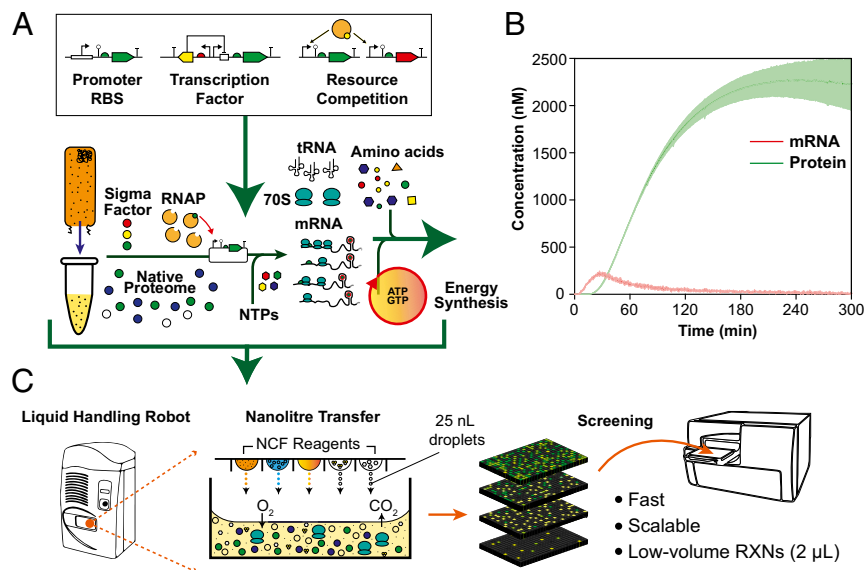 A
Promoter
RBS
Transcription
Factor
Resource
Competition
Sigma
Factor
RNAP
Native
Proteome
NTPs
tRNA
70S
mRNA
Amino acids
ATP
GTP
Energy
Synthesis
B
Concentration (nM)
2500
2250
1500
1000
500
0
mRNA
Protein
0
60
120
180
240
300
Time (min)
C
Liquid Handling Robot
Nanolitre Transfer
NCF Reagents
25 nL
droplets
O2
CO2
Screening
• Fast
• Scalable
• Low-volume RXNs (2 µL)